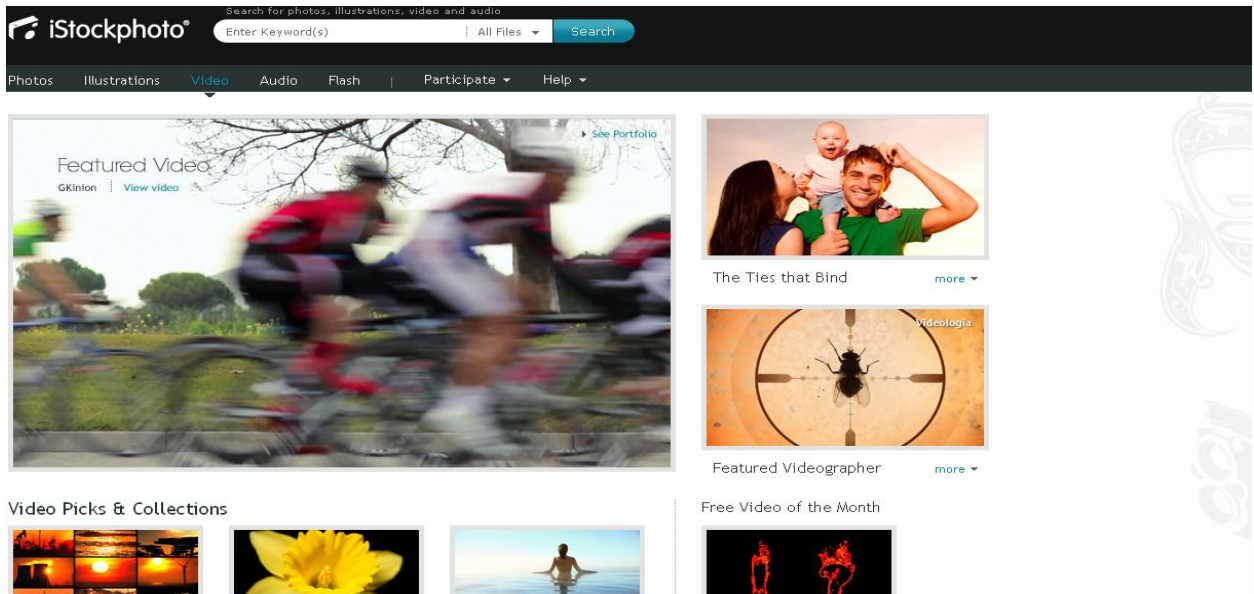 Search for photos, illustrations, video and audio
iStockphoto®
Enter Keyword(s)
All Files
Search
Photos
Illustrations
Video
Audio
Flash
Participate
Help
See Portfolio
Featured Video
GKinion
View video
The Ties that Bind
more
Videologia
Featured Videographer
more
Video Picks & Collections
Free Video of the Month